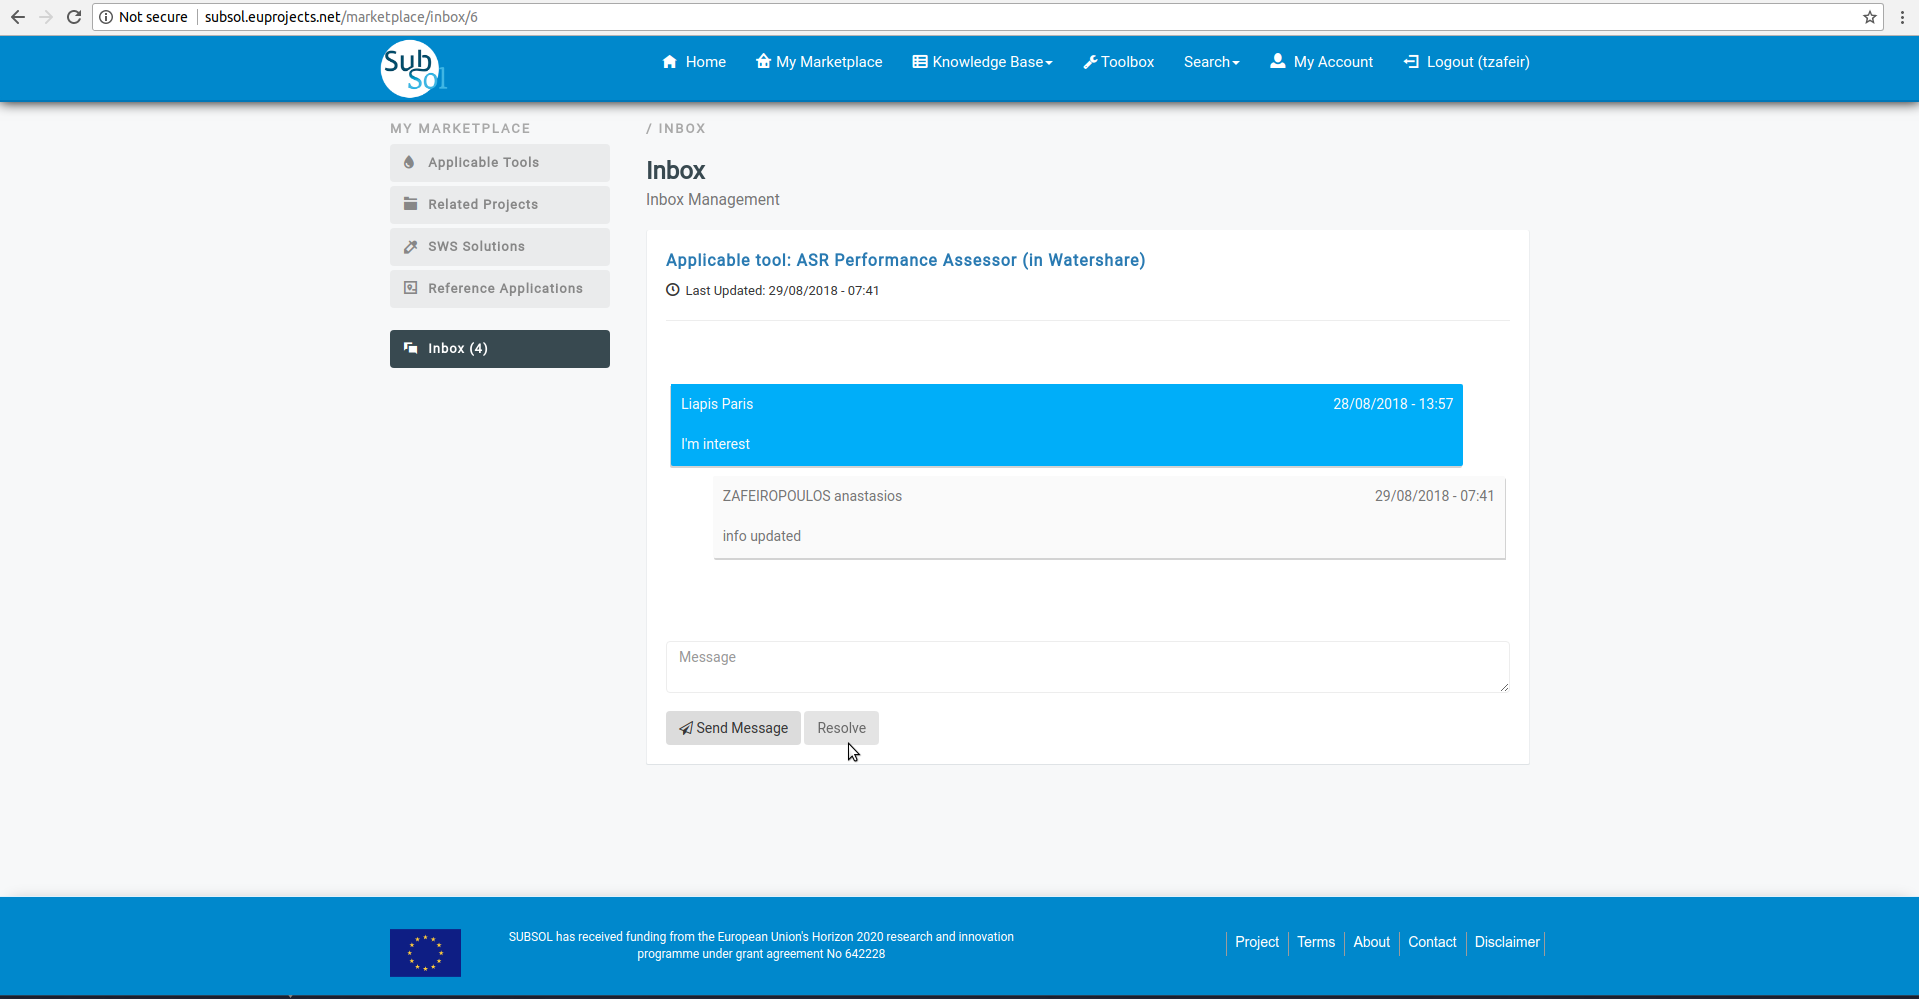 Not secure subsol.euprojects.net/marketplace/inbox/6
Sub
Sol
Home My Marketplace Knowledge Base Toolbox Search My Account Logout (tzafeir)
MY MARKETPLACE
Applicable Tools
Related Projects
SWS Solutions
Reference Applications
Inbox (4)
/ INBOX
Inbox
Inbox Management
Applicable tool: ASR Performance Assessor (in Watershare)
Last Updated: 29/08/2018 - 07:41
Liapis Paris 28/08/2018 - 13:57
I'm interest
ZAFEIROPOULOS anastasios 29/08/2018 - 07:41
info updated
Message
Send Message Resolve
SUBSOL has received funding from the European Union's Horizon 2020 research and innovation
programme under grant agreement No 642228
Project Terms About Contact Disclaimer